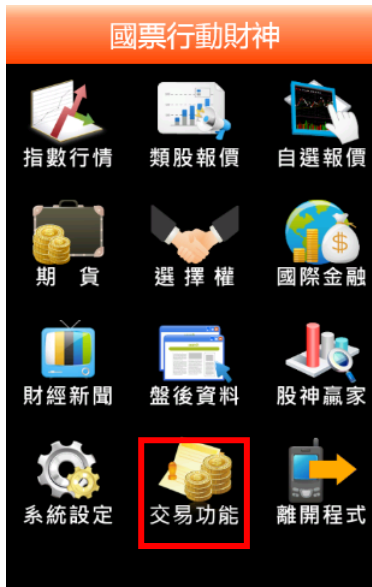 國票行動財神
指數行情 類股報價 自選報價
期 貨 選 擇 權 國際金融
財經新聞 盤後資料 股神贏家
系統設定 交易功能 離開程式